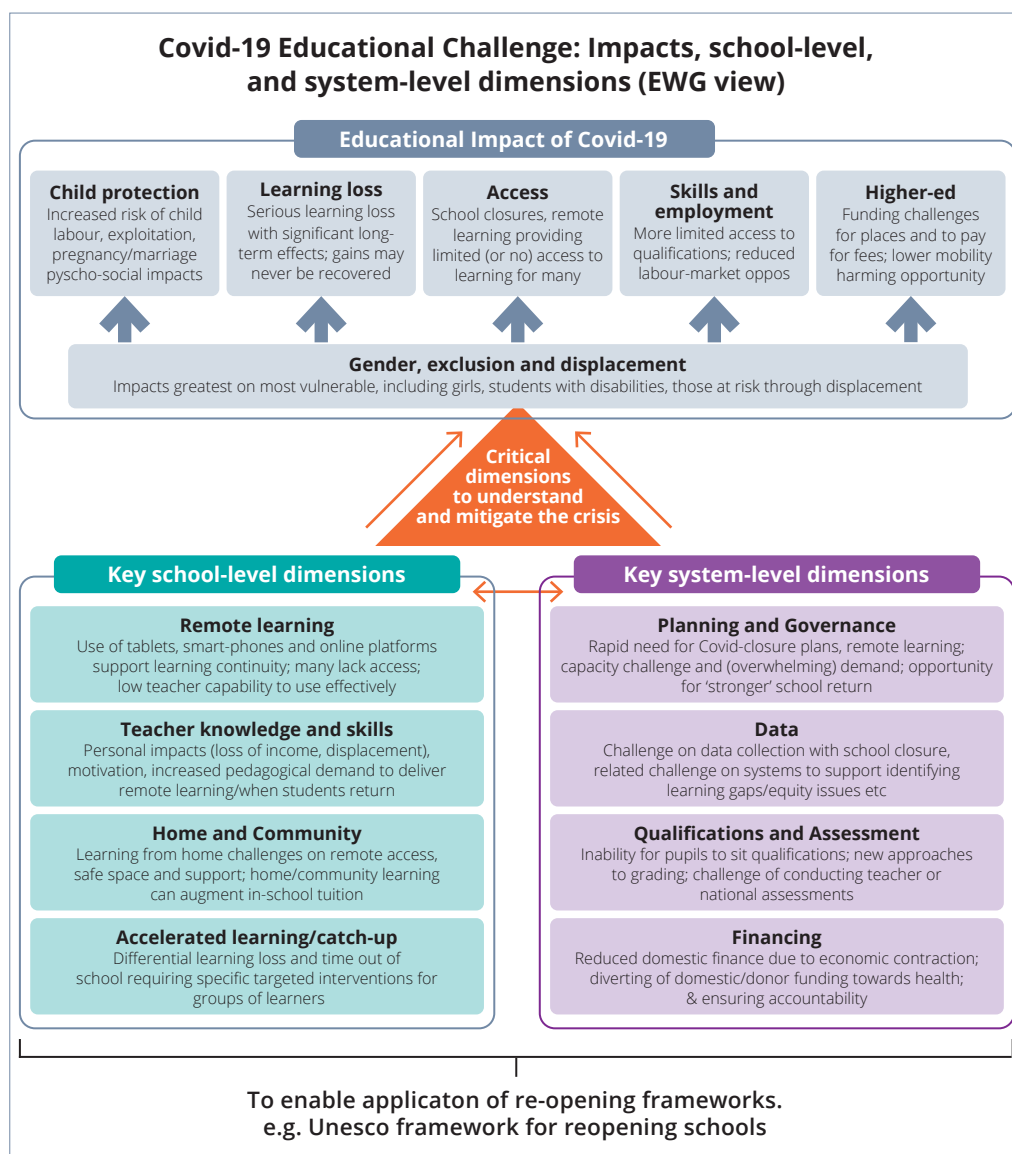 Covid-19 Educational Challenge: Impacts, school-level,
and system-level dimensions (EWG view)
Educational Impact of Covid-19
Child protection
Increased risk of child
labour, exploitation,
pregnancy/marriage
pyscho-social impacts
Learning loss
Serious learning loss
with significant long-
term effects; gains may
never be recovered
Access
School closures, remote
learning providing
limited (or no) access to
learning for many
Skills and
employment
More limited access to
qualifications; reduced
labour-market oppos
Higher-ed
Funding challenges
for places and to pay
for fees; lower mobility
harming opportunity
Gender, exclusion and displacement
Impacts greatest on most vulnerable, including girls, students with disabilities, those at risk through displacement
Critical
dimensions
to understand
and mitigate the crisis
Key school-level dimensions
Remote learning
Use of tablets, smart-phones and online platforms
support learning continuity; many lack access;
low teacher capability to use effectively
Teacher knowledge and skills
Personal impacts (loss of income, displacement),
motivation, increased pedagogical demand to deliver
remote learning/when students return
Home and Community
Learning from home challenges on remote access,
safe space and support; home/community learning
can augment in-school tuition
Accelerated learning/catch-up
Differential learning loss and time out of
school requiring specific targeted interventions for
groups of learners
Key system-level dimensions
Planning and Governance
Rapid need for Covid-closure plans, remote learning;
capacity challenge and (overwhelming) demand; opportunity
for ‘stronger’ school return
Data
Challenge on data collection with school closure,
related challenge on systems to support identifying
learning gaps/equity issues etc
Qualifications and Assessment
Inability for pupils to sit qualifications; new approaches
to grading; challenge of conducting teacher or
national assessments
Financing
Reduced domestic finance due to economic contraction;
diverting of domestic/donor funding towards health;
& ensuring accountability
To enable applicaton of re-opening frameworks.
e.g. Unesco framework for reopening schools